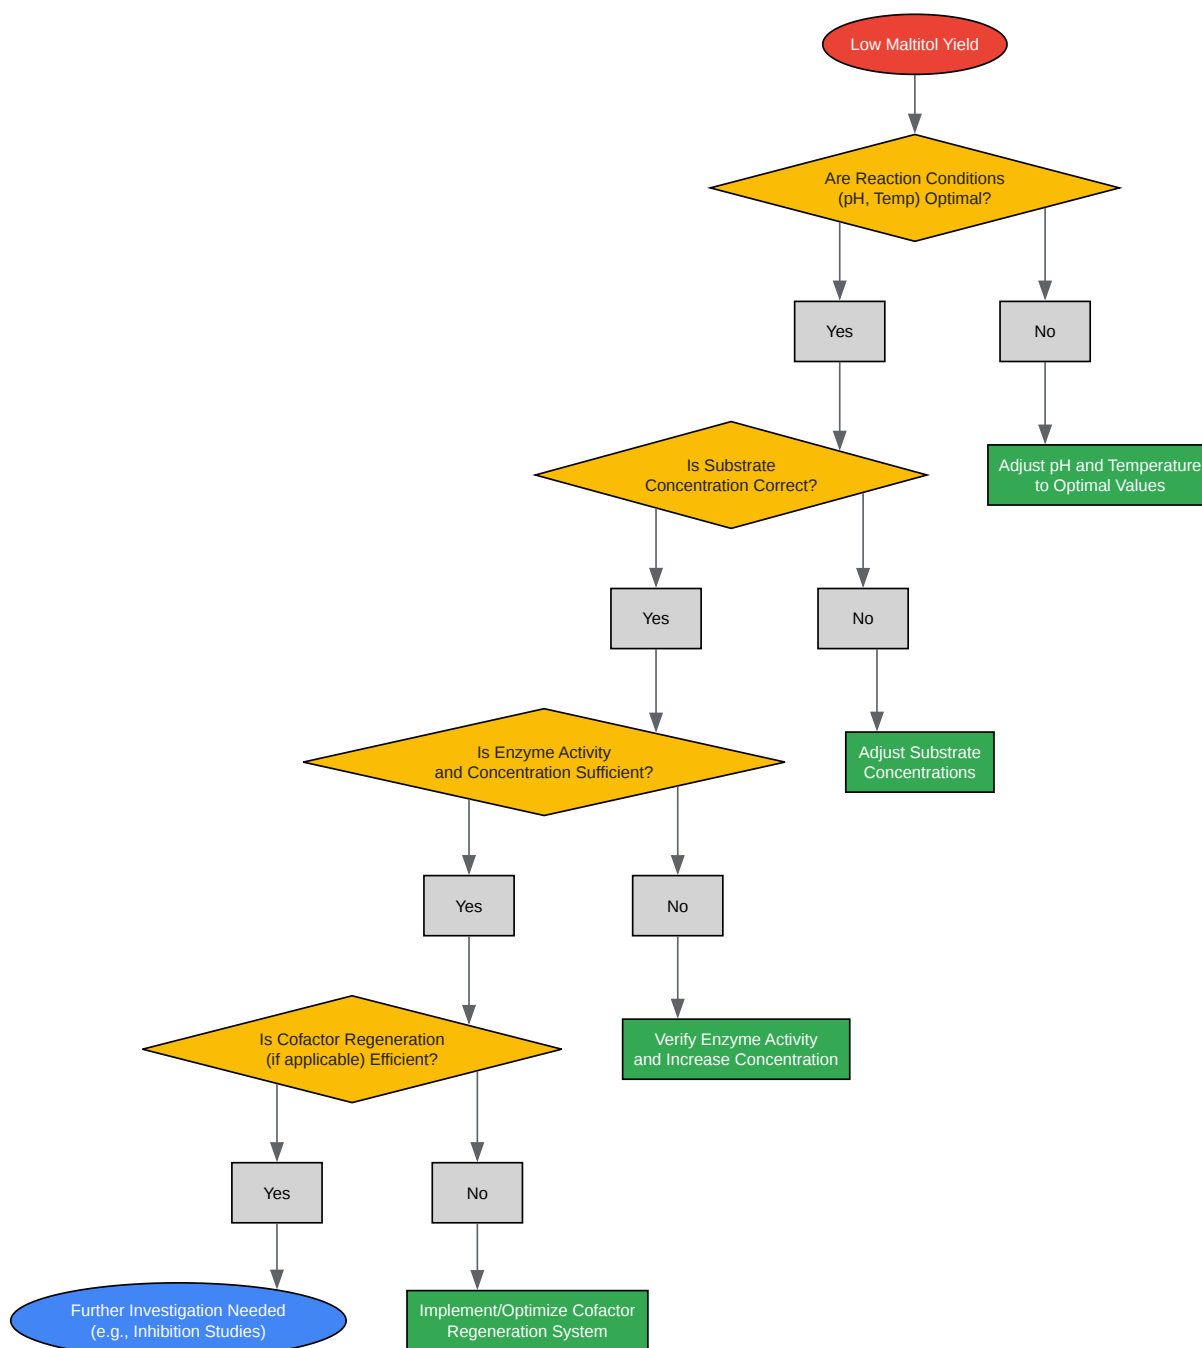 Low Maltitol Yield
Are Reaction Conditions
(pH, Temp) Optimal?
Yes
No
Is Substrate
Concentration Correct?
Adjust pH and Temperature
to Optimal Values
Yes
No
Is Enzyme Activity
and Concentration Sufficient?
Adjust Substrate
Concentrations
Yes
No
Is Cofactor Regeneration
(if applicable) Efficient?
Verify Enzyme Activity
and Increase Concentration
Yes
No
Further Investigation Needed
(e.g., Inhibition Studies)
Implement/Optimize Cofactor
Regeneration System